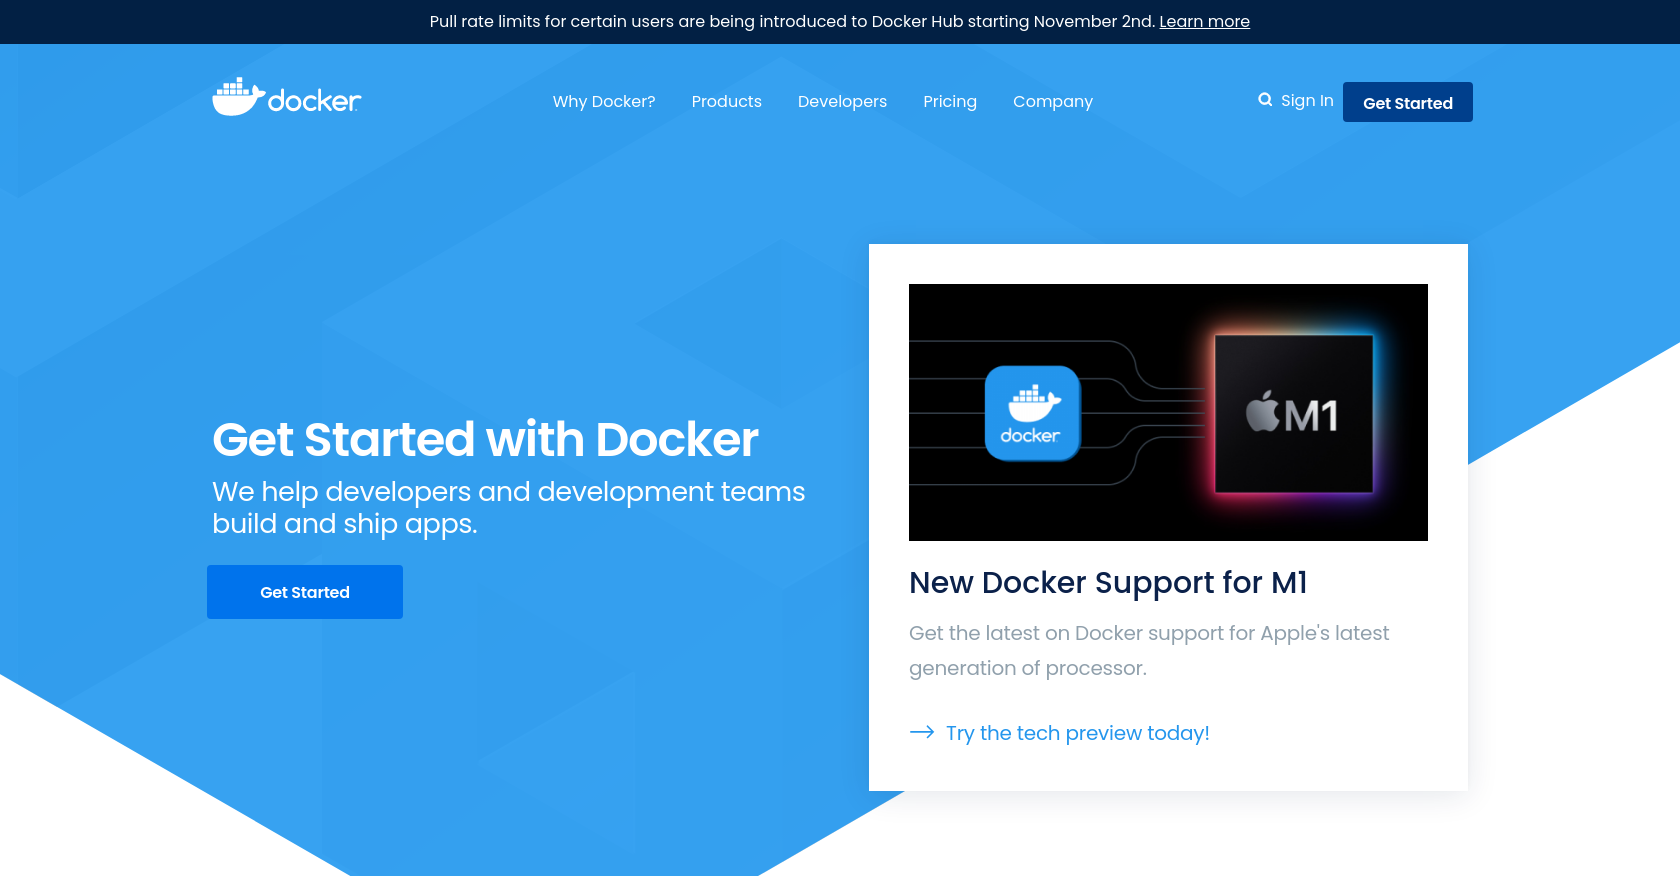 Pull rate limits for certain users are being introduced to Docker Hub starting November 2nd. Learn more
docker
Why Docker? Products Developers Pricing Company
Sign In
Get Started
Get Started with Docker
We help developers and development teams
build and ship apps.
Get Started
docker
M1
New Docker Support for M1
Get the latest on Docker support for Apple's latest
generation of processor.
Try the tech preview today!